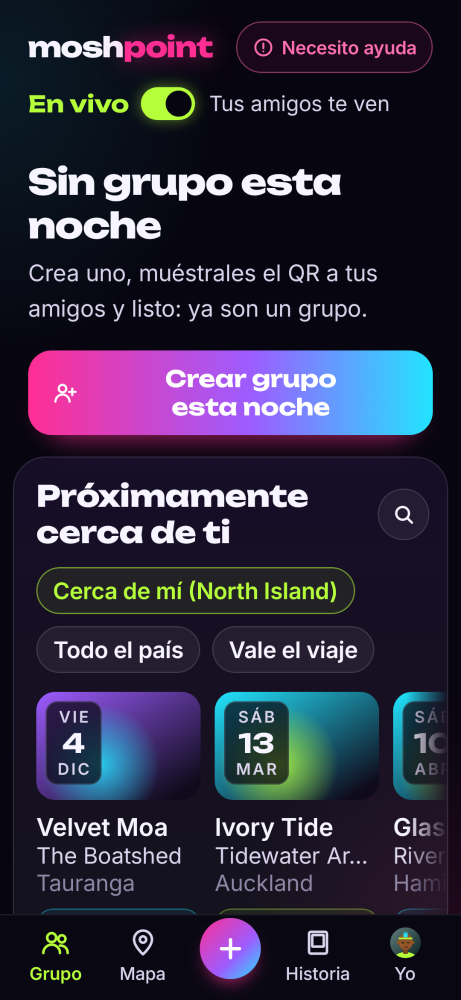 moshpoint
Necesito ayuda
En vivo
Tus amigos te ven
Sin grupo esta
noche
Crea uno, muéstrales el QR a tus
amigos y listo: ya son un grupo.
Crear grupo
esta noche
Próximamente
cerca de ti
Cerca de mí (North Island)
Todo el país
Vale el viaje
VIE
4
DIC
SÁB
13
MAR
Velvet Moa
The Boatshed
Tauranga
Ivory Tide
Tidewater Ar...
Auckland
Grupo
Mapa
Historia
Yo